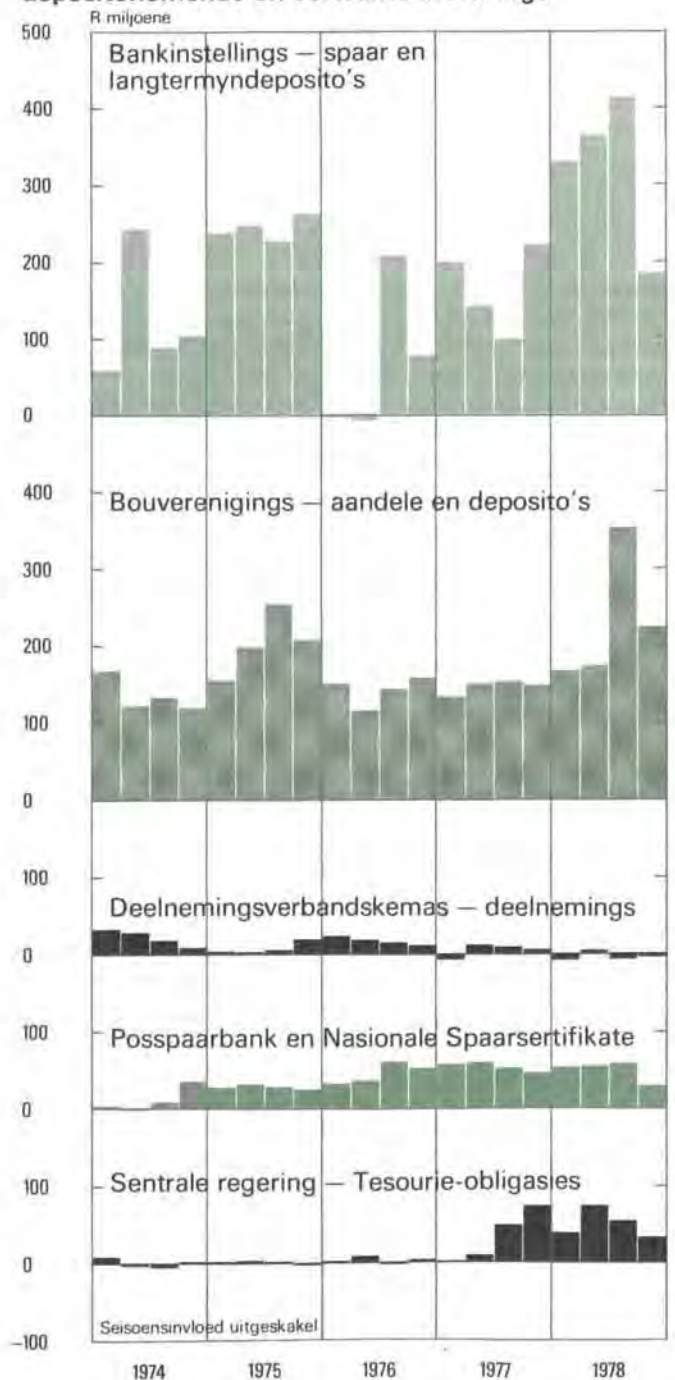 R miljoene
500
Bankinstellings — spaar en
langtermyndeposito's
400
300
200
100
0
400
Bouverenigings — aandele en deposito's
300
200
100
0
100
Deelnemingsverbandskemas — deelnemings
0
100
Posspaarbank en Nasionale Spaarsertifikate
0
100
Sentrale regering — Tesourie-obligasies
0
Seisoensinvloed uitgeskakel
−100
1974 1975 1976 1977 1978